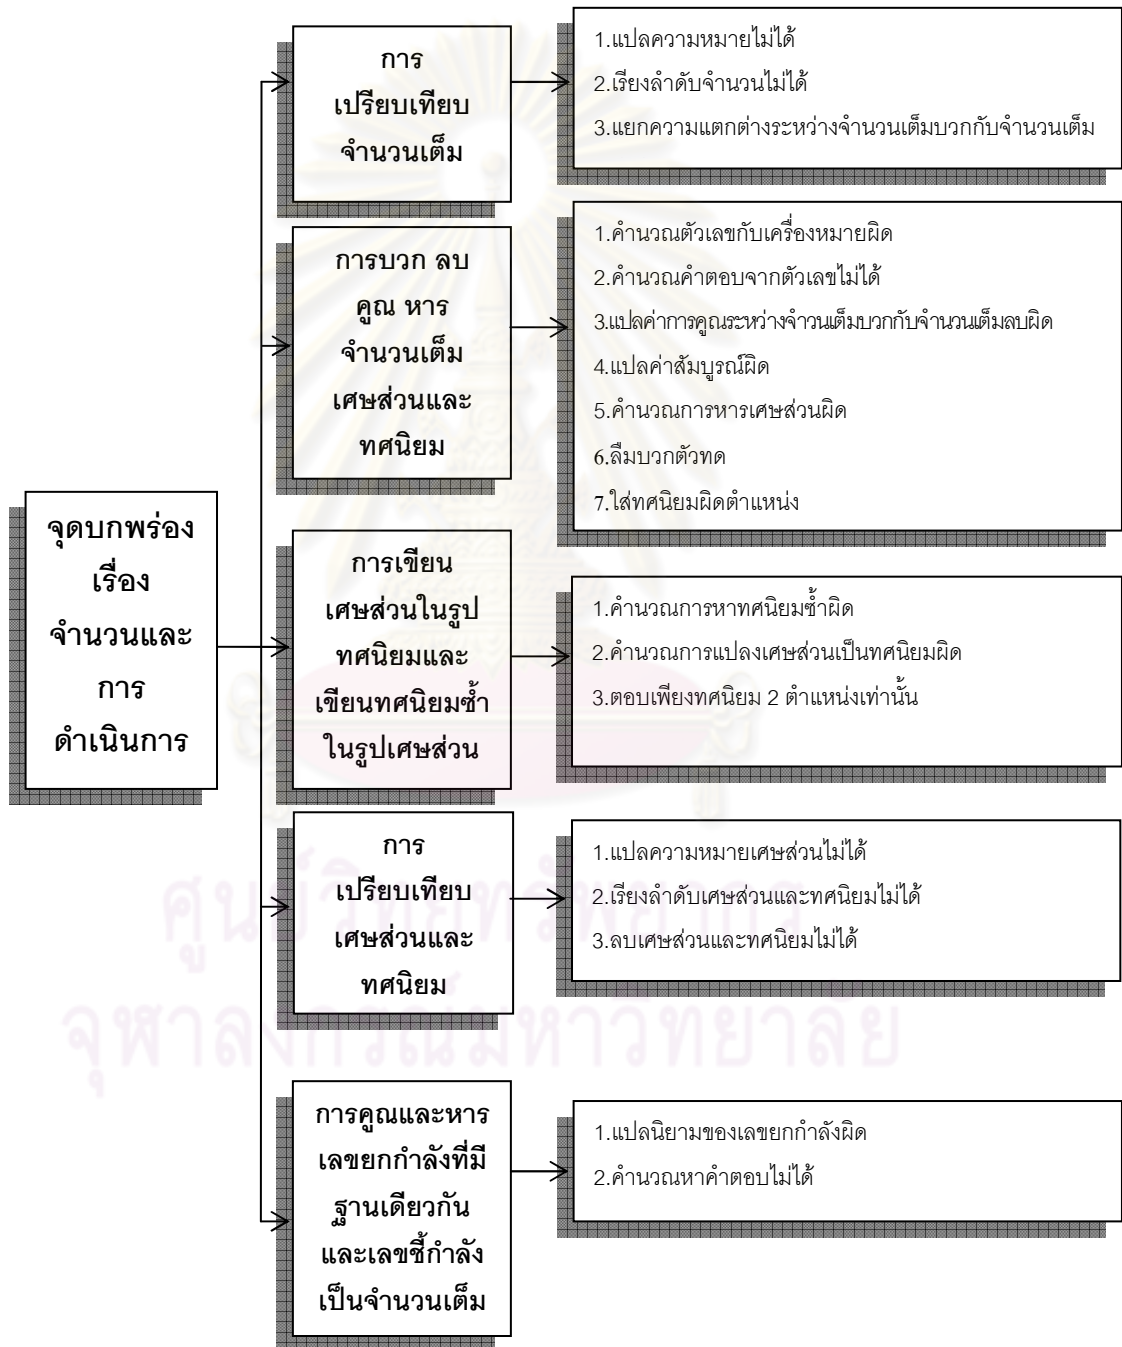 จุดบกพร่อง
เรื่อง
จำนวนและ
การ
ดำเนินการ
การ
เปรียบเทียบ
จำนวนเต็ม
1.แปลความหมายไม่ได้
2.เรียงลำดับจำนวนไม่ได้
3.แยกความแตกต่างระหว่างจำนวนเต็มบวกกับจำนวนเต็ม
การบวก ลบ
คูณ หาร
จำนวนเต็ม
เศษส่วนและ
ทศนิยม
1.คำนวณตัวเลขกับเครื่องหมายผิด
2.คำนวณคำตอบจากตัวเลขไม่ได้
3.แปลค่าการคูณระหว่างจำวนเต็มบวกกับจำนวนเต็มลบผิด
4.แปลค่าสัมบูรณ์ผิด
5.คำนวณการหารเศษส่วนผิด
6.ลืมบวกตัวทด
7.ใส่ทศนิยมผิดตำแหน่ง
การเขียน
เศษส่วนในรูป
ทศนิยมและ
เขียนทศนิยมซ้ำ
ในรูปเศษส่วน
1.คำนวณการหาทศนิยมซ้ำผิด
2.คำนวณการแปลงเศษส่วนเป็นทศนิยมผิด
3.ตอบเพียงทศนิยม 2 ตำแหน่งเท่านั้น
การ
เปรียบเทียบ
เศษส่วนและ
ทศนิยม
1.แปลความหมายเศษส่วนไม่ได้
2.เรียงลำดับเศษส่วนและทศนิยมไม่ได้
3.ลบเศษส่วนและทศนิยมไม่ได้
การคูณและหาร
เลขยกกำลังที่มี
ฐานเดียวกัน
และเลขชี้กำลัง
เป็นจำนวนเต็ม
1.แปลนิยามของเลขยกกำลังผิด
2.คำนวณหาคำตอบไม่ได้
ศูนย์วิทยทรัพยากร
จุฬาลงกรณ์มหาวิทยาลัย